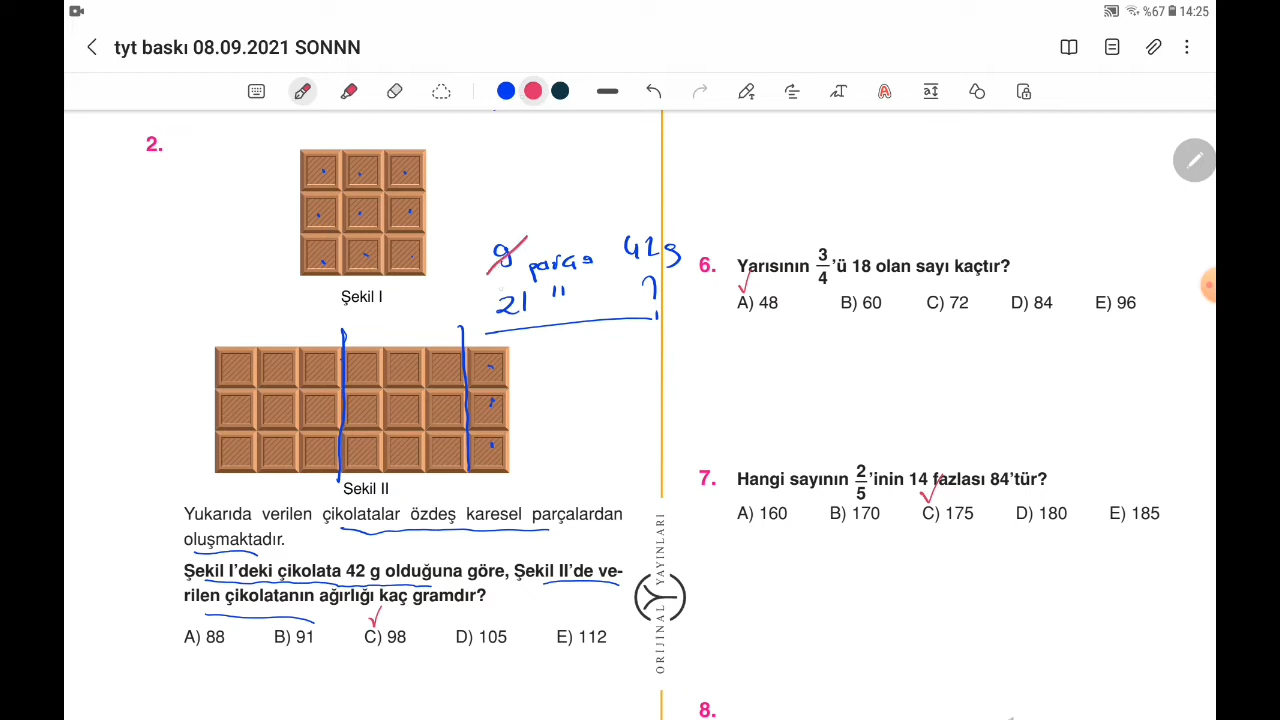 %67 14:25
tyt baskı 08.09.2021 SONNN
2.
Şekil I
9 parça 42g
21 " ?
Şekil II
Yukarıda verilen çikolatalar özdeş karesel parçalardan
oluşmaktadır.
Şekil I'deki çikolata 42 g olduğuna göre, Şekil II'de ve-
rilen çikolatanın ağırlığı kaç gramdır?
A) 88 B) 91 C) 98 D) 105 E) 112
ORİJİNAL YAYINLARI
6. Yarısının 3/4'ü 18 olan sayı kaçtır?
A) 48 B) 60 C) 72 D) 84 E) 96
7. Hangi sayının 2/5'inin 14 fazlası 84'tür?
A) 160 B) 170 C) 175 D) 180 E) 185
8.